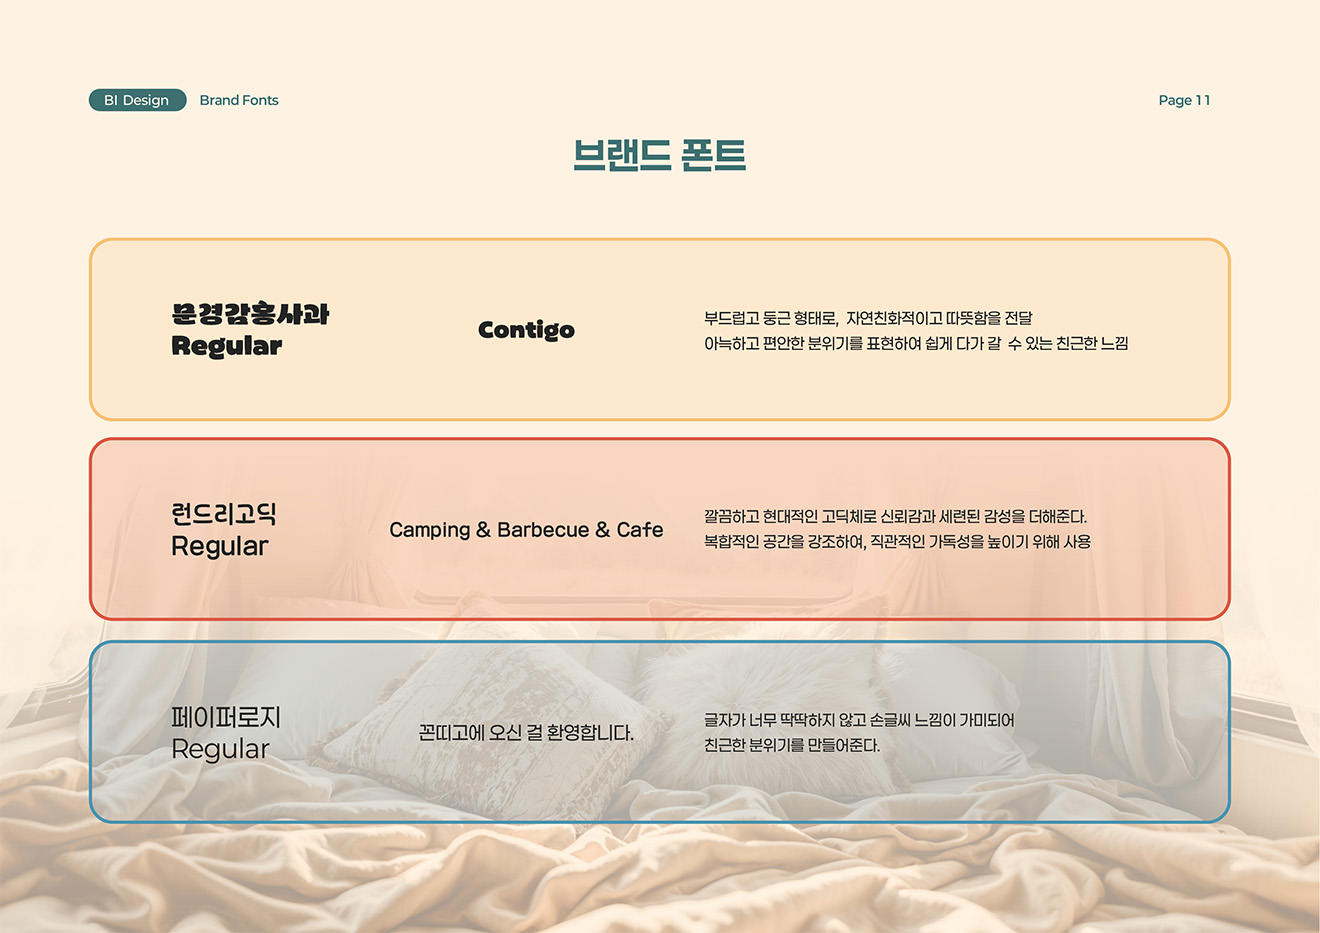 BI Design
Brand Fonts
Page 11
브랜드 폰트
문경감홍사과
Regular
Contigo
부드럽고 둥근 형태로, 자연친화적이고 따뜻함을 전달
아늑하고 편안한 분위기를 표현하여 쉽게 다가 갈 수 있는 친근한 느낌
런드리고딕
Regular
Camping & Barbecue & Cafe
깔끔하고 현대적인 고딕체로 신뢰감과 세련된 감성을 더해준다.
복합적인 공간을 강조하여, 직관적인 가독성을 높이기 위해 사용
페이퍼로지
Regular
꼰띠고에 오신 걸 환영합니다.
글자가 너무 딱딱하지 않고 손글씨 느낌이 가미되어
친근한 분위기를 만들어준다.